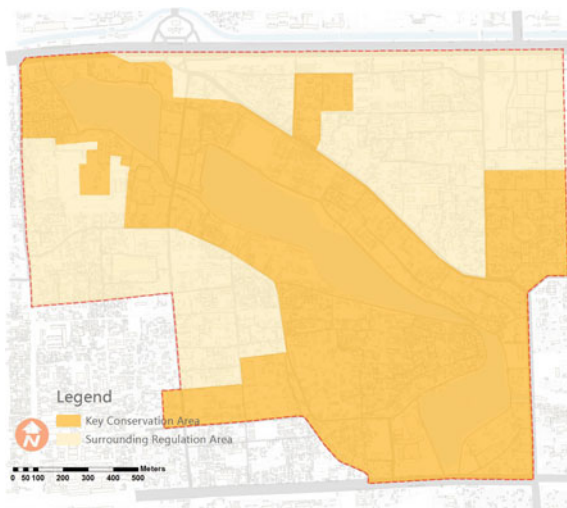 Legend
Key Conservation Area
Surrounding Regulation Area
N
Meters
0 50 100 200 300 400 500